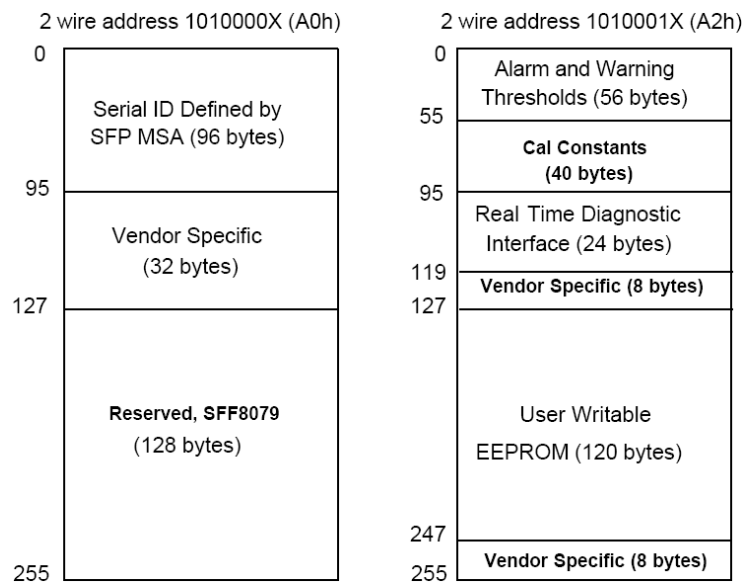 2 wire address 1010000X (A0h)
0
Serial ID Defined by
SFP MSA (96 bytes)
95
Vendor Specific
(32 bytes)
127
Reserved, SFF8079
(128 bytes)
255
2 wire address 1010001X (A2h)
0
Alarm and Warning
Thresholds (56 bytes)
55
Cal Constants
(40 bytes)
95
Real Time Diagnostic
Interface (24 bytes)
119
Vendor Specific (8 bytes)
127
User Writable
EEPROM (120 bytes)
247
Vendor Specific (8 bytes)
255